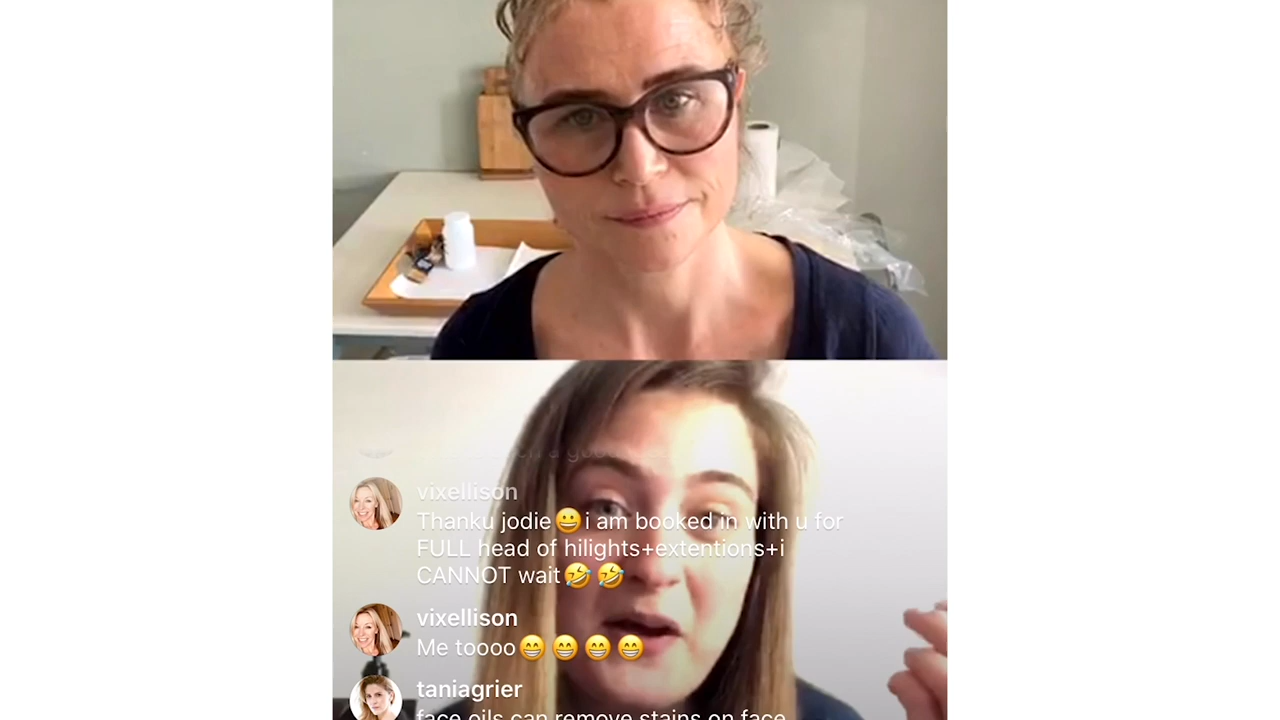 vixellison
Thanku jodie😀i am booked in with u for
FULL head of hilights+extentions+i
CANNOT wait🤣🤣
vixellison
Me toooo😁😁😁😁
taniagrier
face oils can remove stains on face